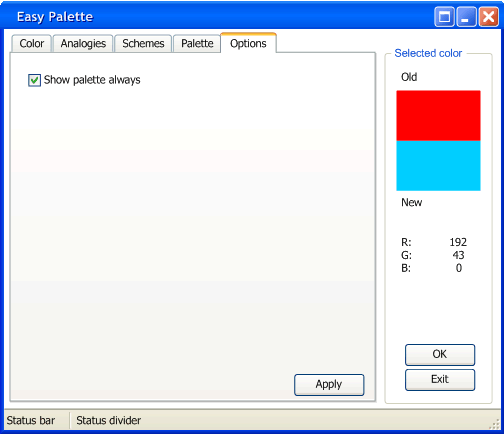 Easy Palette
Color Analogies Schemes Palette Options
Show palette always
Selected color
Old
New
R: 192
G: 43
B: 0
OK
Exit
Apply
Status bar Status divider